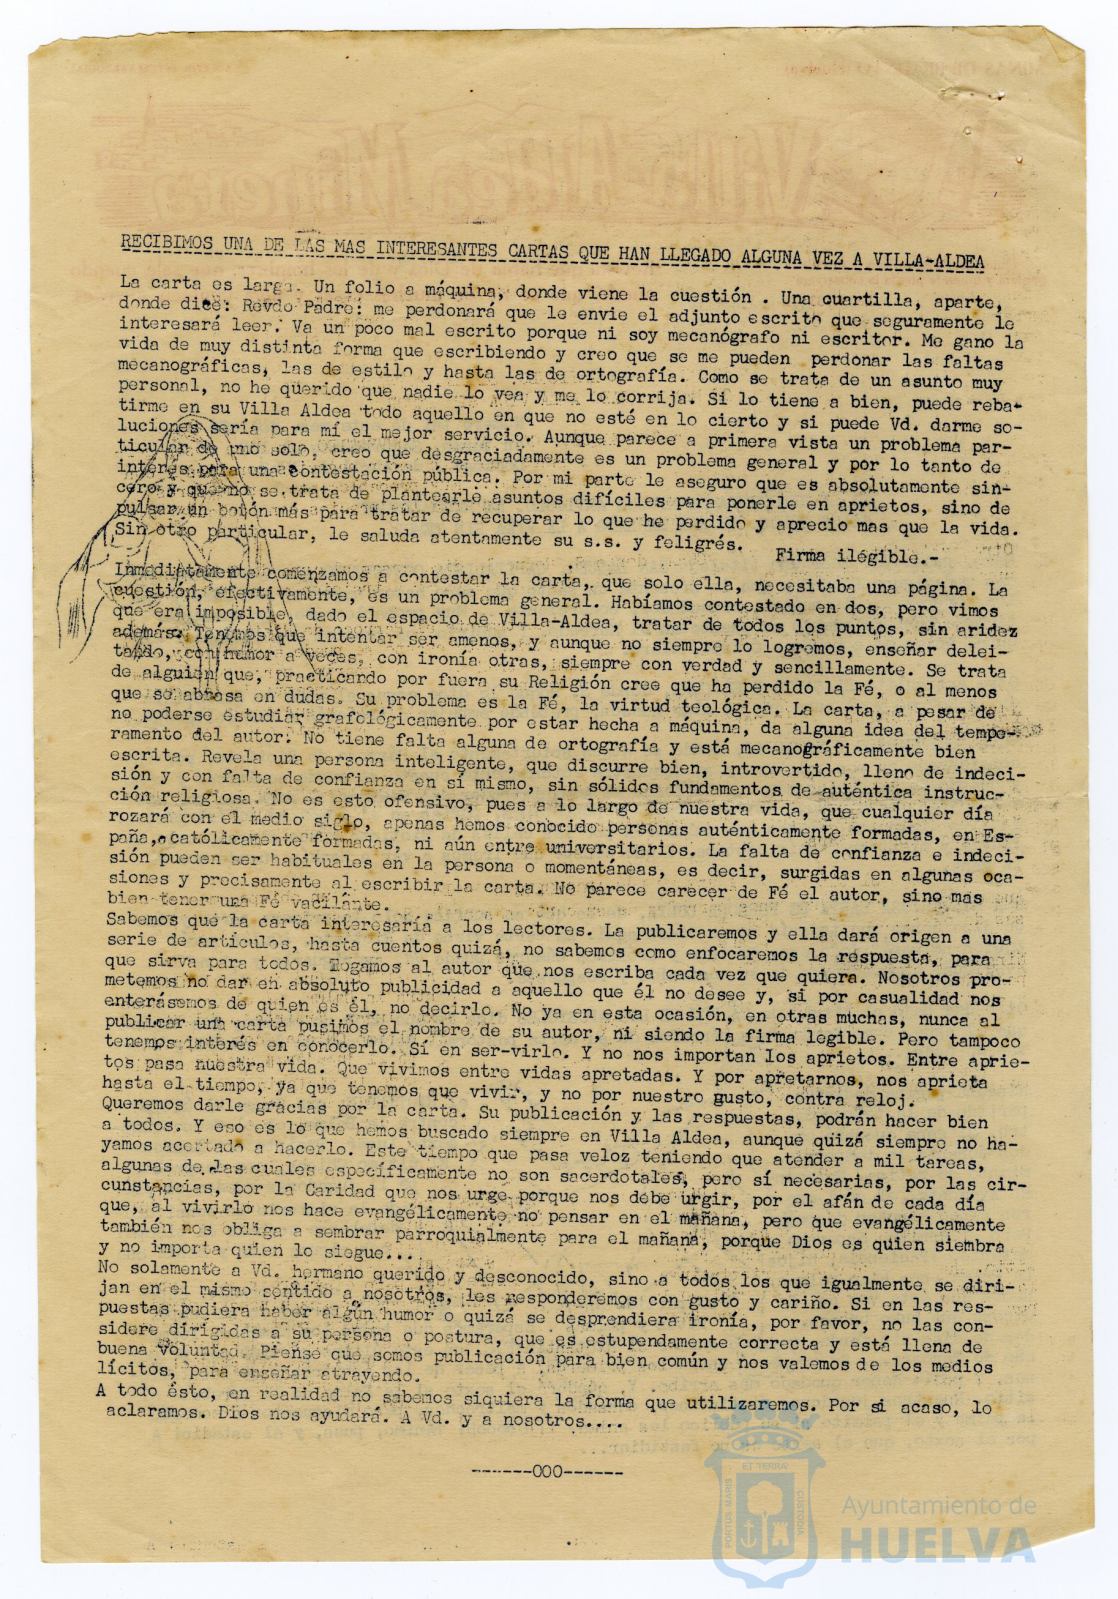 RECIBIMOS UNA DE LAS MAS INTERESANTES CARTAS QUE HAN LLEGADO ALGUNA VEZ A VILLA-ALDEA
La carta es larga. Un folio a máquina, donde viene la cuestión . Una cuartilla, aparte,
donde dice: Revdo Padre: me perdonará que le envie el adjunto escrito que seguramente le
interesará leer. Va un poco mal escrito porque ni soy mecanógrafo ni escritor. Me gano la
vida de muy distinta forma que escribiendo y creo que se me pueden perdonar las faltas
mecanográficas, las de estilo y hasta las de ortografía. Como se trata de un asunto muy
personal, no he querido que nadie lo vea y me lo corrija. Si lo tiene a bien, puede reba-
tirme en su Villa Aldea todo aquello en que no esté en lo cierto y si puede Vd. darme so-
luciones sería para mí el mejor servicio. Aunque parece a primera vista un problema par-
ticular de uno solo, creo que desgraciadamente es un problema general y por lo tanto de
interés para una contestación pública. Por mi parte le aseguro que es absolutamente sin-
cero y que no se trata de plantearle asuntos difíciles para ponerle en aprietos, sino de
pulsar un botón más para tratar de recuperar lo que he perdido y aprecio mas que la vida.
Sin otro particular, le saluda atentamente su s.s. y feligrés. Firma ilégible.-
Inmediatamente comenzamos a contestar la carta, que solo ella, necesitaba una página. La
cuestión, efectivamente, es un problema general. Habíamos contestado en dos, pero vimos
que era imposible, dado el espacio de Villa-Aldea, tratar de todos los puntos, sin aridez
además. Tenemos que intentar ser amenos, y aunque no siempre lo logremos, enseñar delei-
tando, con humor a veces, con ironía otras, siempre con verdad y sencillamente. Se trata
de alguien que, practicando por fuera su Religión cree que ha perdido la Fé, o al menos
que se abrasa en dudas. Su problema es la Fé, la virtud teológica. La carta, a pesar de
no poderse estudiar grafológicamente por estar hecha a máquina, da alguna idea del tempe-
ramento del autor. No tiene falta alguna de ortografía y está mecanográficamente bien
escrita. Revela una persona inteligente, que discurre bien, introvertido, lleno de indeci-
sión y con falta de confianza en sí mismo, sin sólidos fundamentos de auténtica instruc-
ción religiosa. No es esto ofensivo, pues a lo largo de nuestra vida, que cualquier día
rozará con el medio siglo, apenas hemos conocido personas auténticamente formadas, en Es-
paña, católicamente formadas, ni aún entre universitarios. La falta de confianza e indeci-
sión pueden ser habituales en la persona o momentáneas, es decir, surgidas en algunas oca-
siones y precisamente al escribir la carta. No parece carecer de Fé el autor, sino mas
bien tener una Fé vacilante.
Sabemos que la carta interesaría a los lectores. La publicaremos y ella dará origen a una
serie de artículos, hasta cuentos quizá, no sabemos como enfocaremos la respuesta, para
que sirva para todos. Rogamos al autor que nos escriba cada vez que quiera. Nosotros pro-
metemos no dar en absoluto publicidad a aquello que él no desee y, si por casualidad nos
enterásemos de quien es él, no decirlo. No ya en esta ocasión, en otras muchas, nunca al
publicar una carta pusimos el nombre de su autor, ni siendo la firma legible. Pero tampoco
tenemos interés en conocerlo. Sí en ser-virlo. Y no nos importan los aprietos. Entre aprie-
tos pasa nuestra vida. Que vivimos entre vidas apretadas. Y por apretarnos, nos aprieta
hasta el tiempo, ya que tenemos que vivir, y no por nuestro gusto, contra reloj.
Queremos darle grácias por la carta. Su publicación y las respuestas, podrán hacer bien
a todos. Y eso es lo que hemos buscado siempre en Villa Aldea, aunque quizá siempre no ha-
yamos acertado a hacerlo. Este tiempo que pasa veloz teniendo que atender a mil tareas,
algunas de las cuales específicamente no son sacerdotales, pero sí necesarias, por las cir-
cunstancias, por la Caridad que nos urge porque nos debe urgir, por el afán de cada día
que, al vivirlo nos hace evangélicamente no pensar en el mañana, pero que evangélicamente
también nos obliga a sembrar parroquialmente para el mañana, porque Dios es quien siembra
y no importa quien lo siegue...
No solamente a Vd. hermano querido y desconocido, sino a todos los que igualmente se diri-
jan en el mismo sentido a nosotros, les responderemos con gusto y cariño. Si en las res-
puestas pudiera haber algún humor o quizá se desprendiera ironía, por favor, no las con-
sidere dirigidas a su persona o postura, que es estupendamente correcta y está llena de
buena Voluntad. Piense que somos publicación para bien común y nos valemos de los medios
lícitos, para enseñar atrayendo.
A todo ésto, en realidad no sabemos siquiera la forma que utilizaremos. Por si acaso, lo
aclaramos. Dios nos ayudará. A Vd. y a nosotros....
-------000-------
PORTUS MARIS ET TERRAE CUSTODIA
Ayuntamiento de
HUELVA